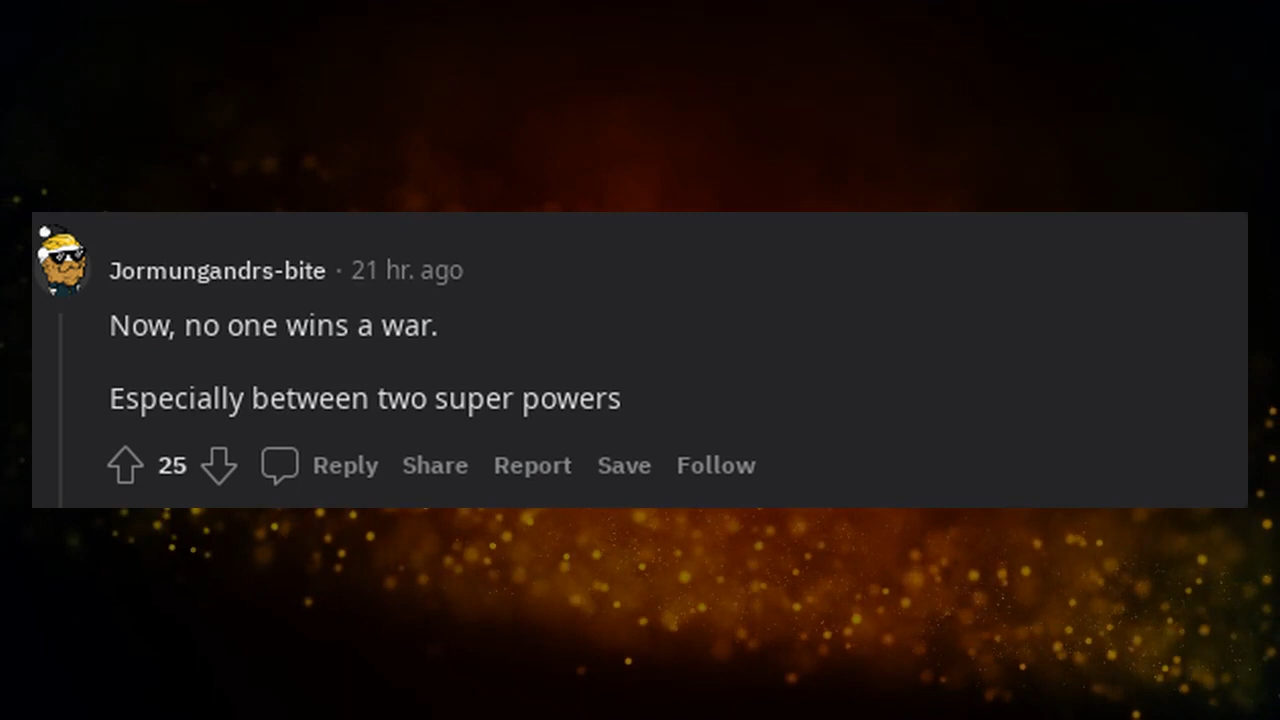 Jormungandrs-bite · 21 hr. ago
Now, no one wins a war.
Especially between two super powers
25 Reply Share Report Save Follow